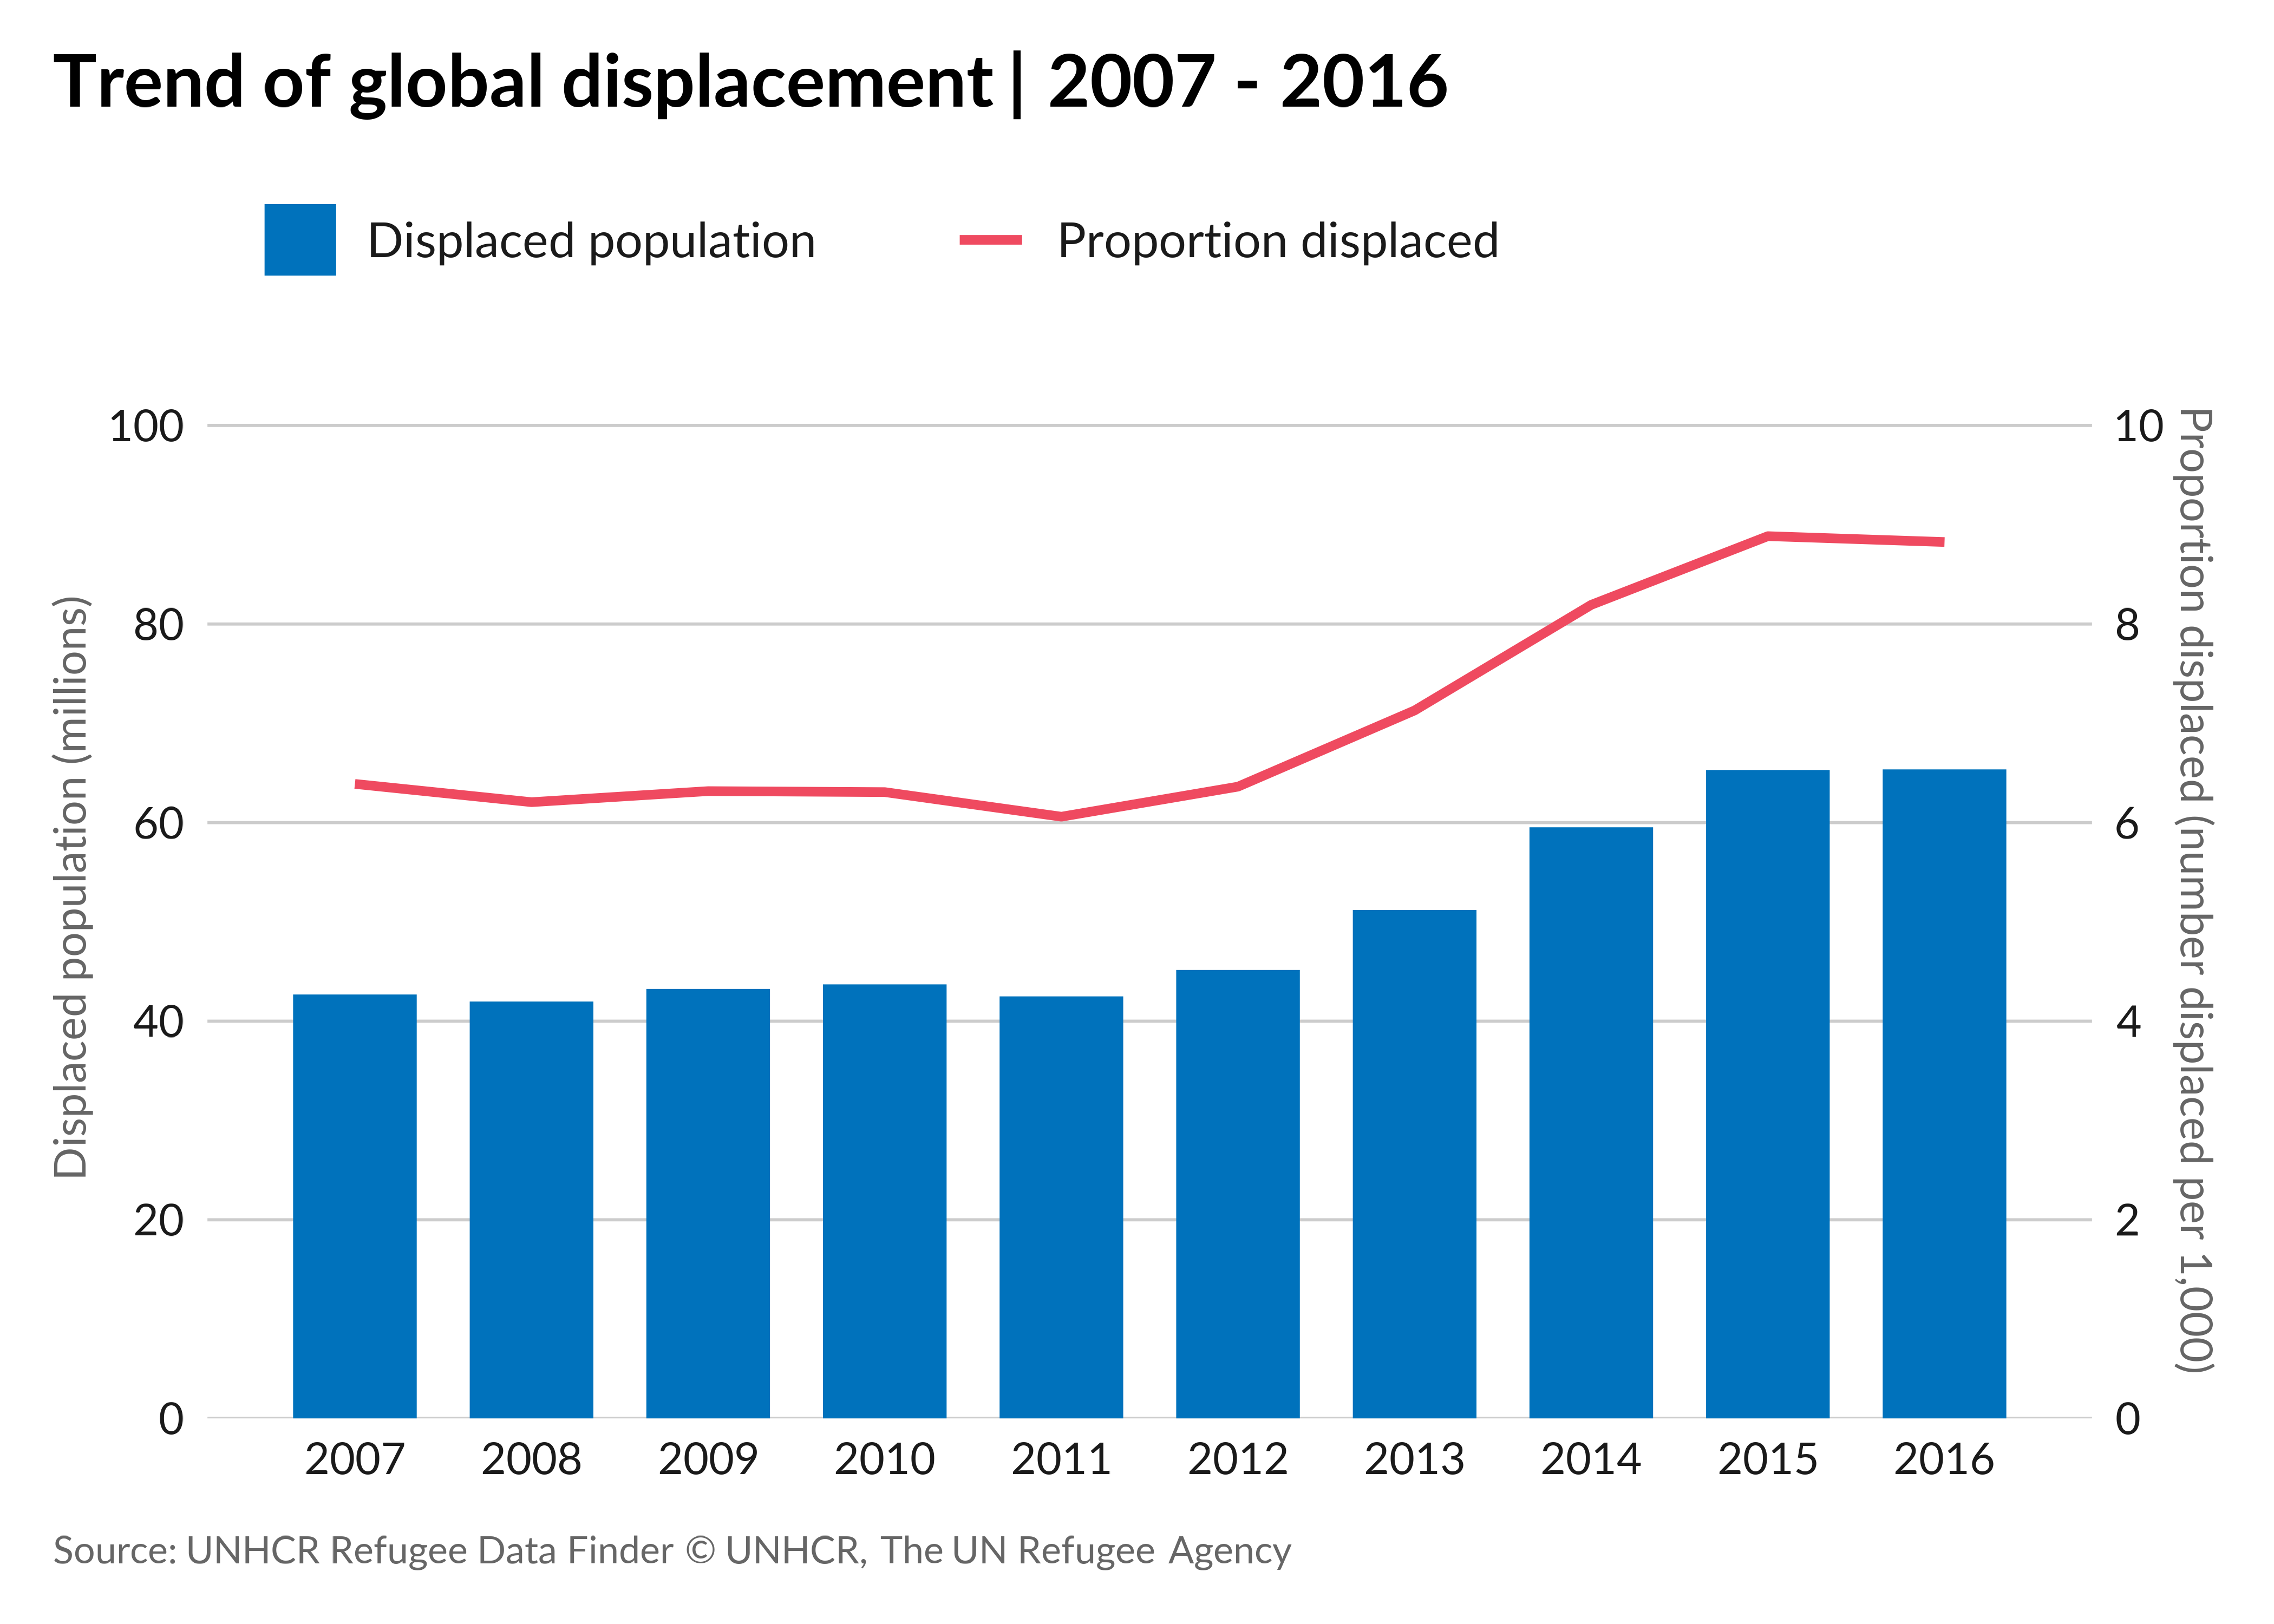 Trend of global displacement | 2007 - 2016
Displaced population
Proportion displaced
Displaced population (millions)
100
80
60
40
20
0
10
8
6
4
2
0
Proportion displaced (number displaced per 1,000)
2007 2008 2009 2010 2011 2012 2013 2014 2015 2016
Source: UNHCR Refugee Data Finder © UNHCR, The UN Refugee Agency